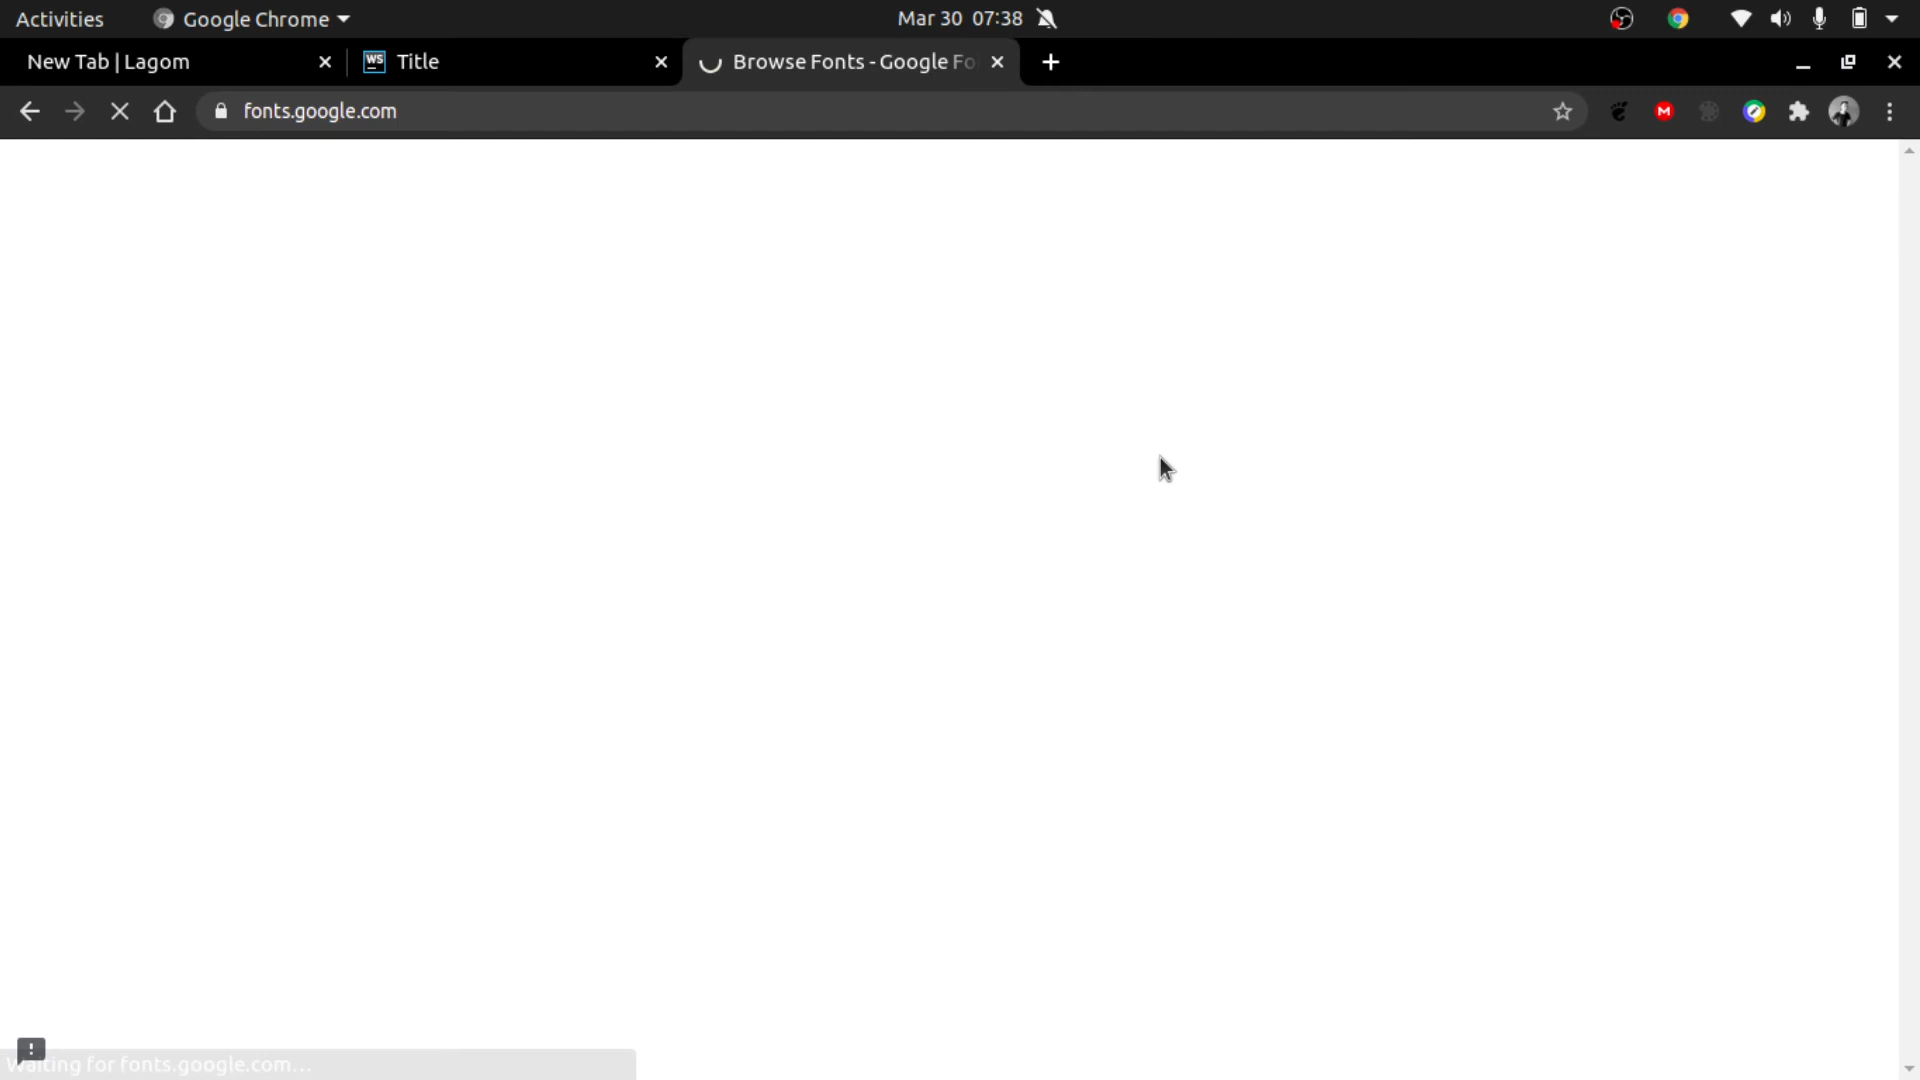 Activities
Google Chrome
Mar 30 07:38
New Tab | Lagom
WS
Title
Browse Fonts - Google Fo
fonts.google.com
M
Waiting for fonts.google.com...